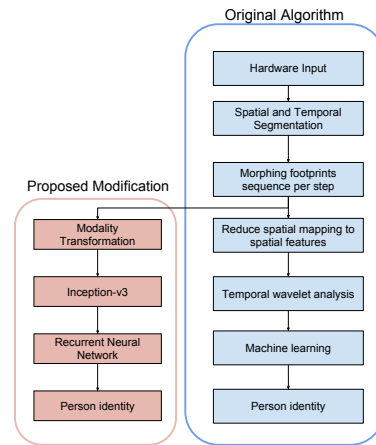 Original Algorithm
Hardware Input
Spatial and Temporal
Segmentation
Morphing footprints
sequence per step
Reduce spatial mapping to
spatial features
Temporal wavelet analysis
Machine learning
Person identity
Proposed Modification
Modality
Transformation
Inception-v3
Recurrent Neural
Network
Person identity